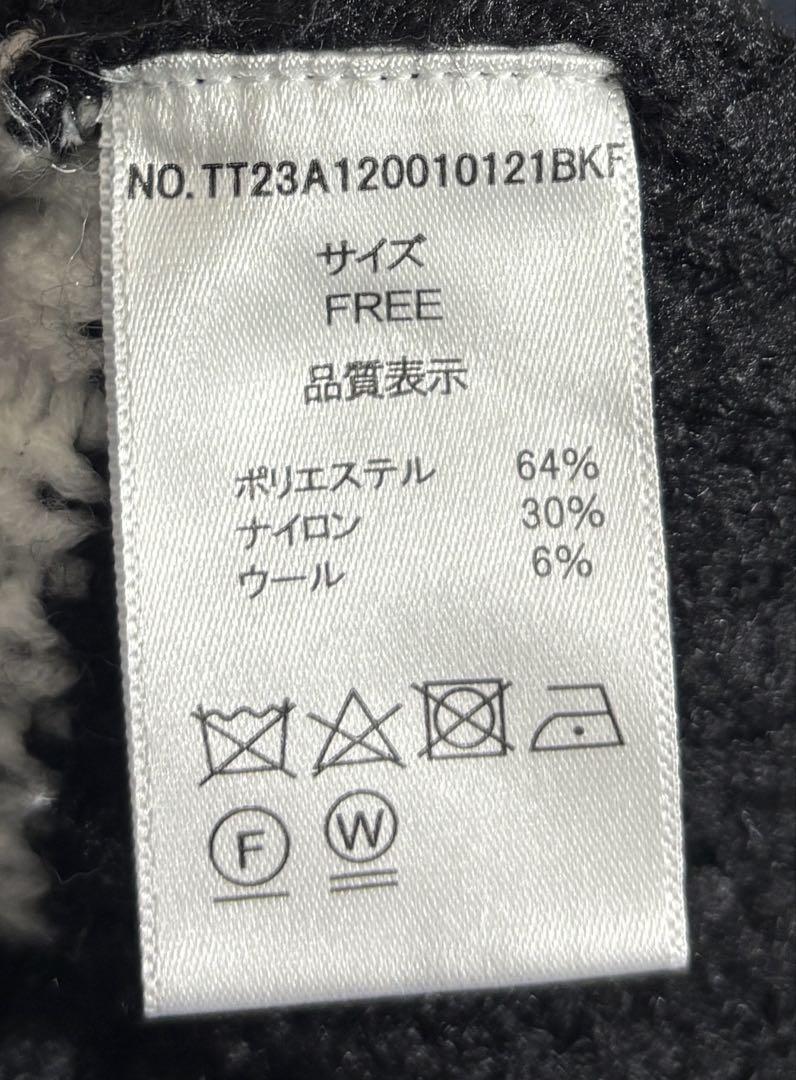 NO.TT23A120010121BKF
サイズ
FREE
品質表示
ポリエステル 64%
ナイロン 30%
ウール 6%
F W